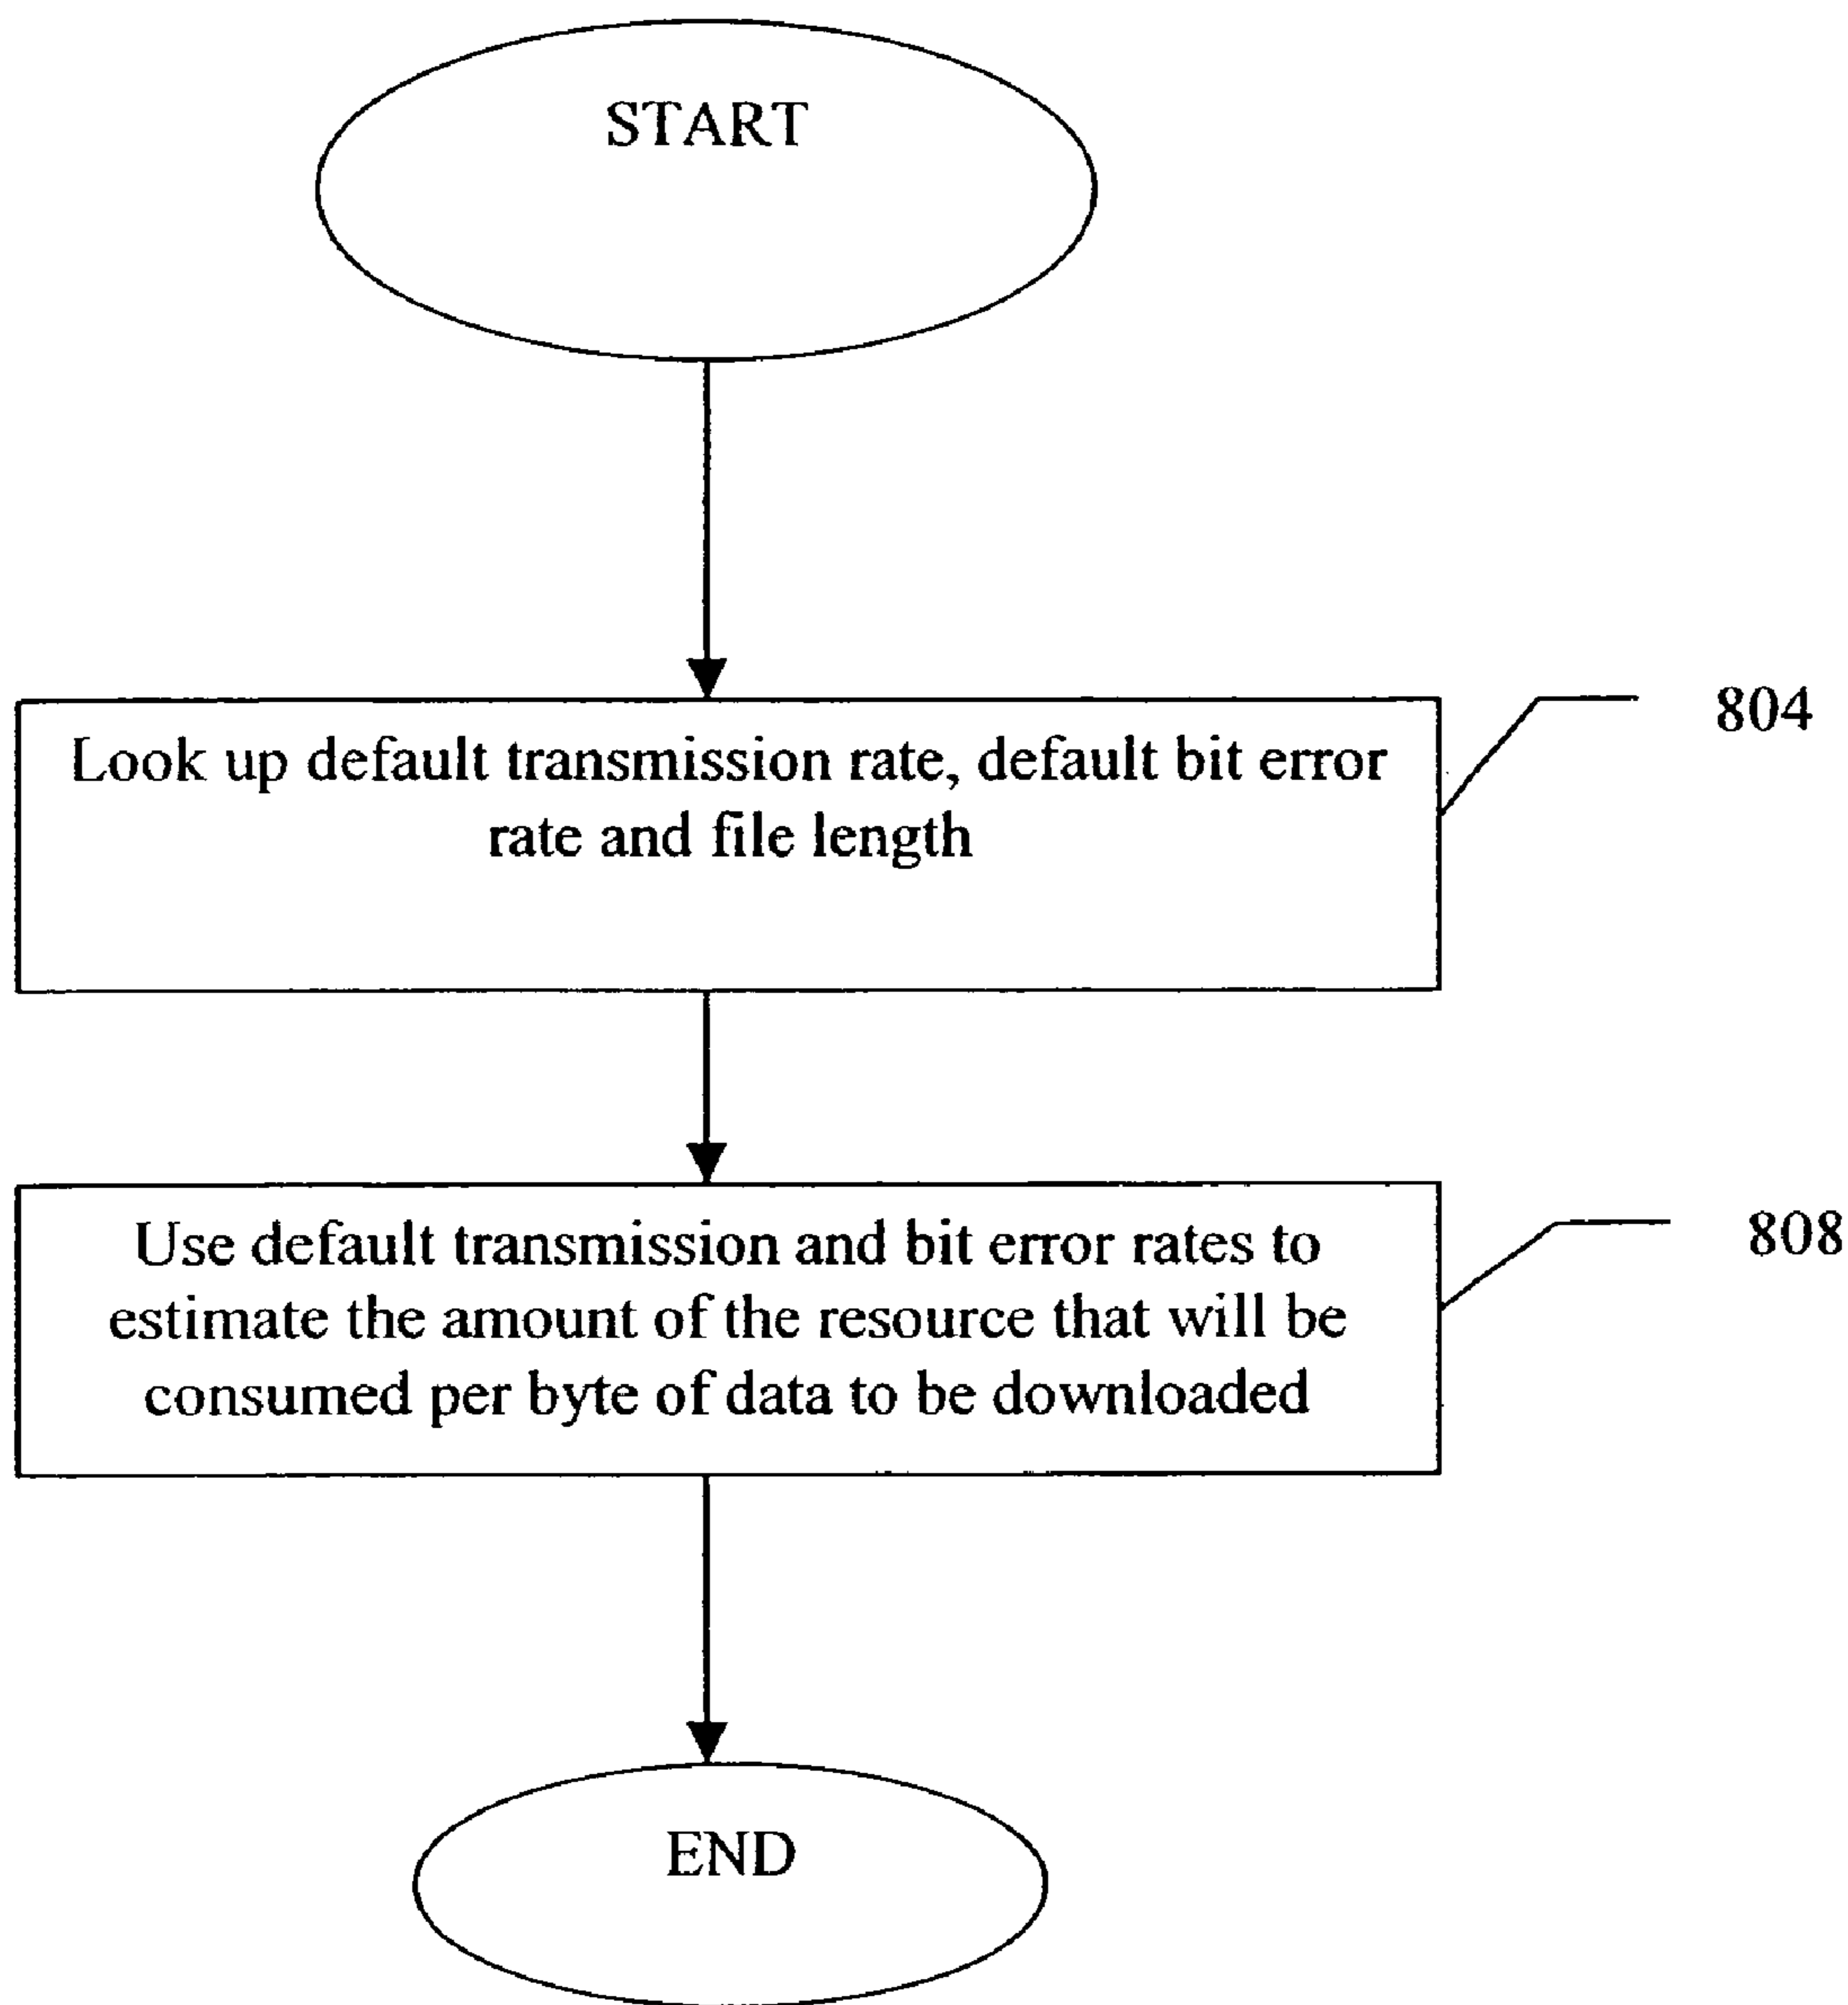 START
Look up default transmission rate, default bit error
rate and file length
804
Use default transmission and bit error rates to
estimate the amount of the resource that will be
consumed per byte of data to be downloaded
808
END